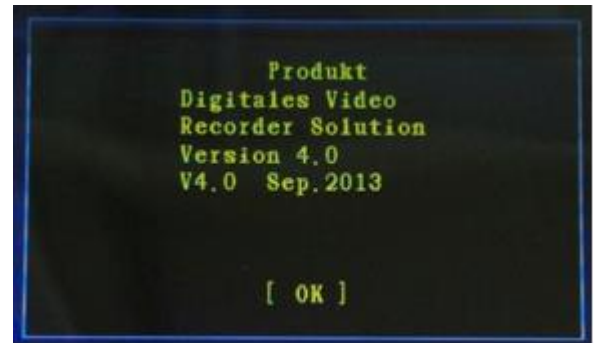 Produkt
Digitales Video
Recorder Solution
Version 4.0
V4.0 Sep.2013
[ OK ]